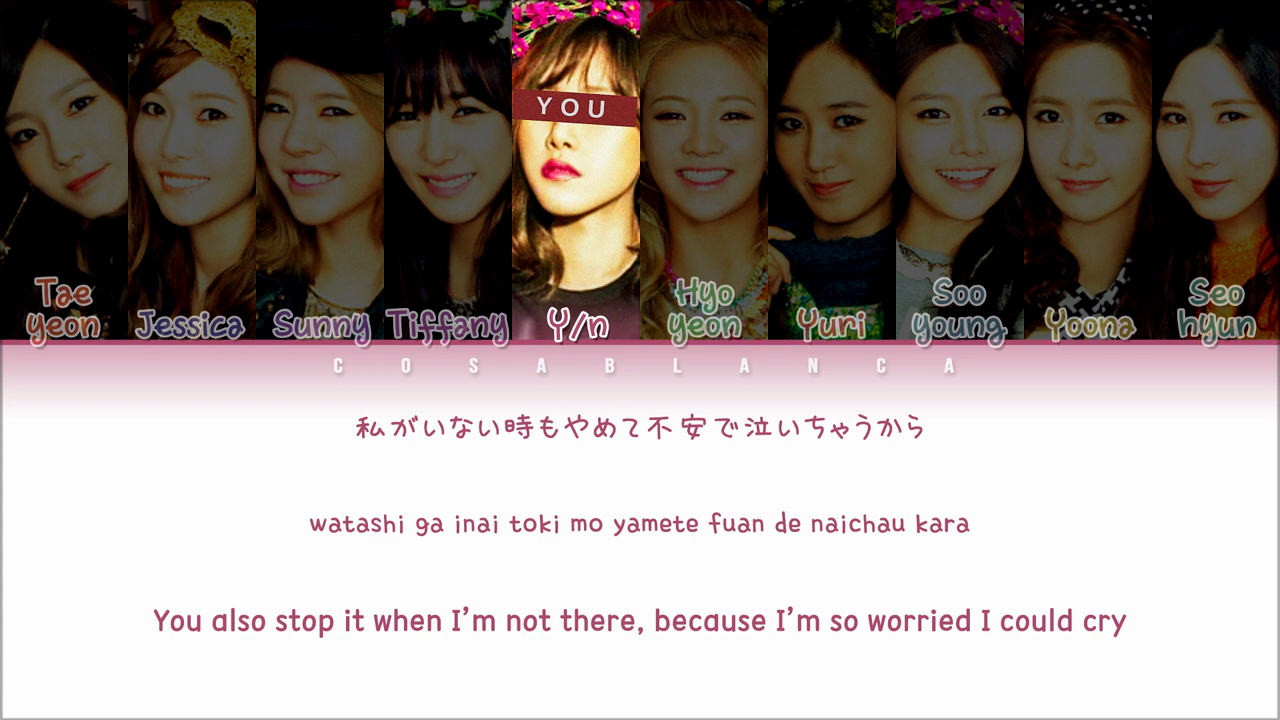 YOU
Tae yeon
Jessica
Sunny
Tiffany
Y/n
Hyo yeon
Yuri
Soo young
Yoona
Seo hyun
C O S A B L A N C A
私がいない時もやめて不安で泣いちゃうから
watashi ga inai toki mo yamete fuan de naichau kara
You also stop it when I'm not there, because I'm so worried I could cry